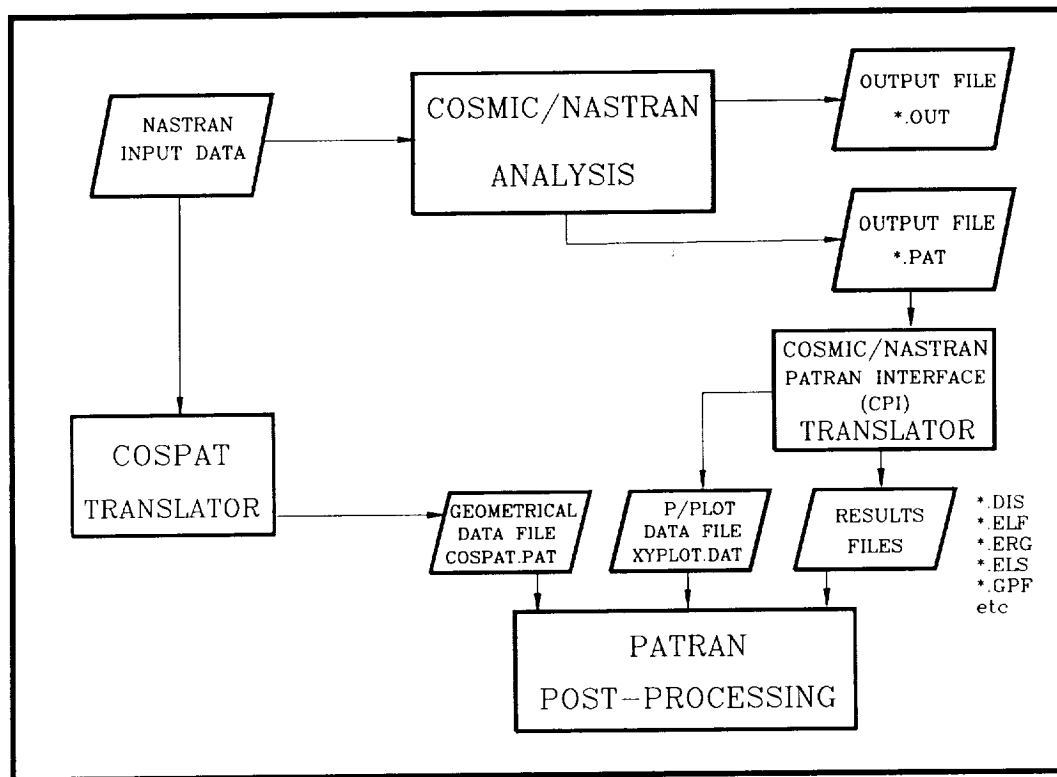 NASTRAN
INPUT DATA
COSMIC/NASTRAN
ANALYSIS
OUTPUT FILE
*.OUT
OUTPUT FILE
*.PAT
COSMIC/NASTRAN
PATRAN INTERFACE
(CPI)
TRANSLATOR
COSPAT
TRANSLATOR
GEOMETRICAL
DATA FILE
COSPAT.PAT
P/PLOT
DATA FILE
XYPLOT.DAT
RESULTS
FILES
*.DIS
*.ELF
*.ERG
*.ELS
*.GPF
etc
PATRAN
POST-PROCESSING